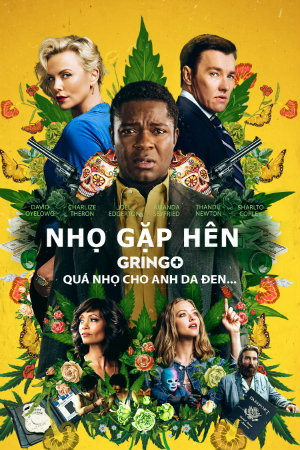 DAVID CHARLIZE JOEL AMANDA THANDIE SHARLTO
OYELOWO THERON EDGERTON SEYFRIED NEWTON COPLEY
NHỌ GẶP HÊN
GRINGO
QUÁ NHỌ CHO ANH DA ĐEN...
PASSPORT